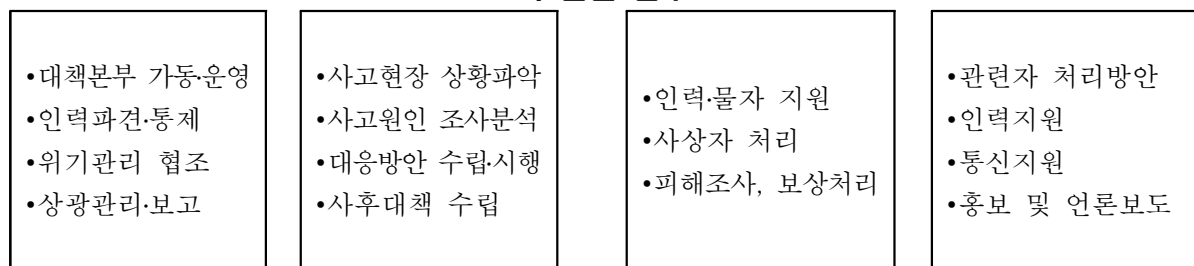 •대책본부 가동·운영
•인력파견·통제
•위기관리 협조
•상광관리·보고
•사고현장 상황파악
•사고원인 조사분석
•대응방안 수립·시행
•사후대책 수립
•인력·물자 지원
•사상자 처리
•피해조사, 보상처리
•관련자 처리방안
•인력지원
•통신지원
•홍보 및 언론보도